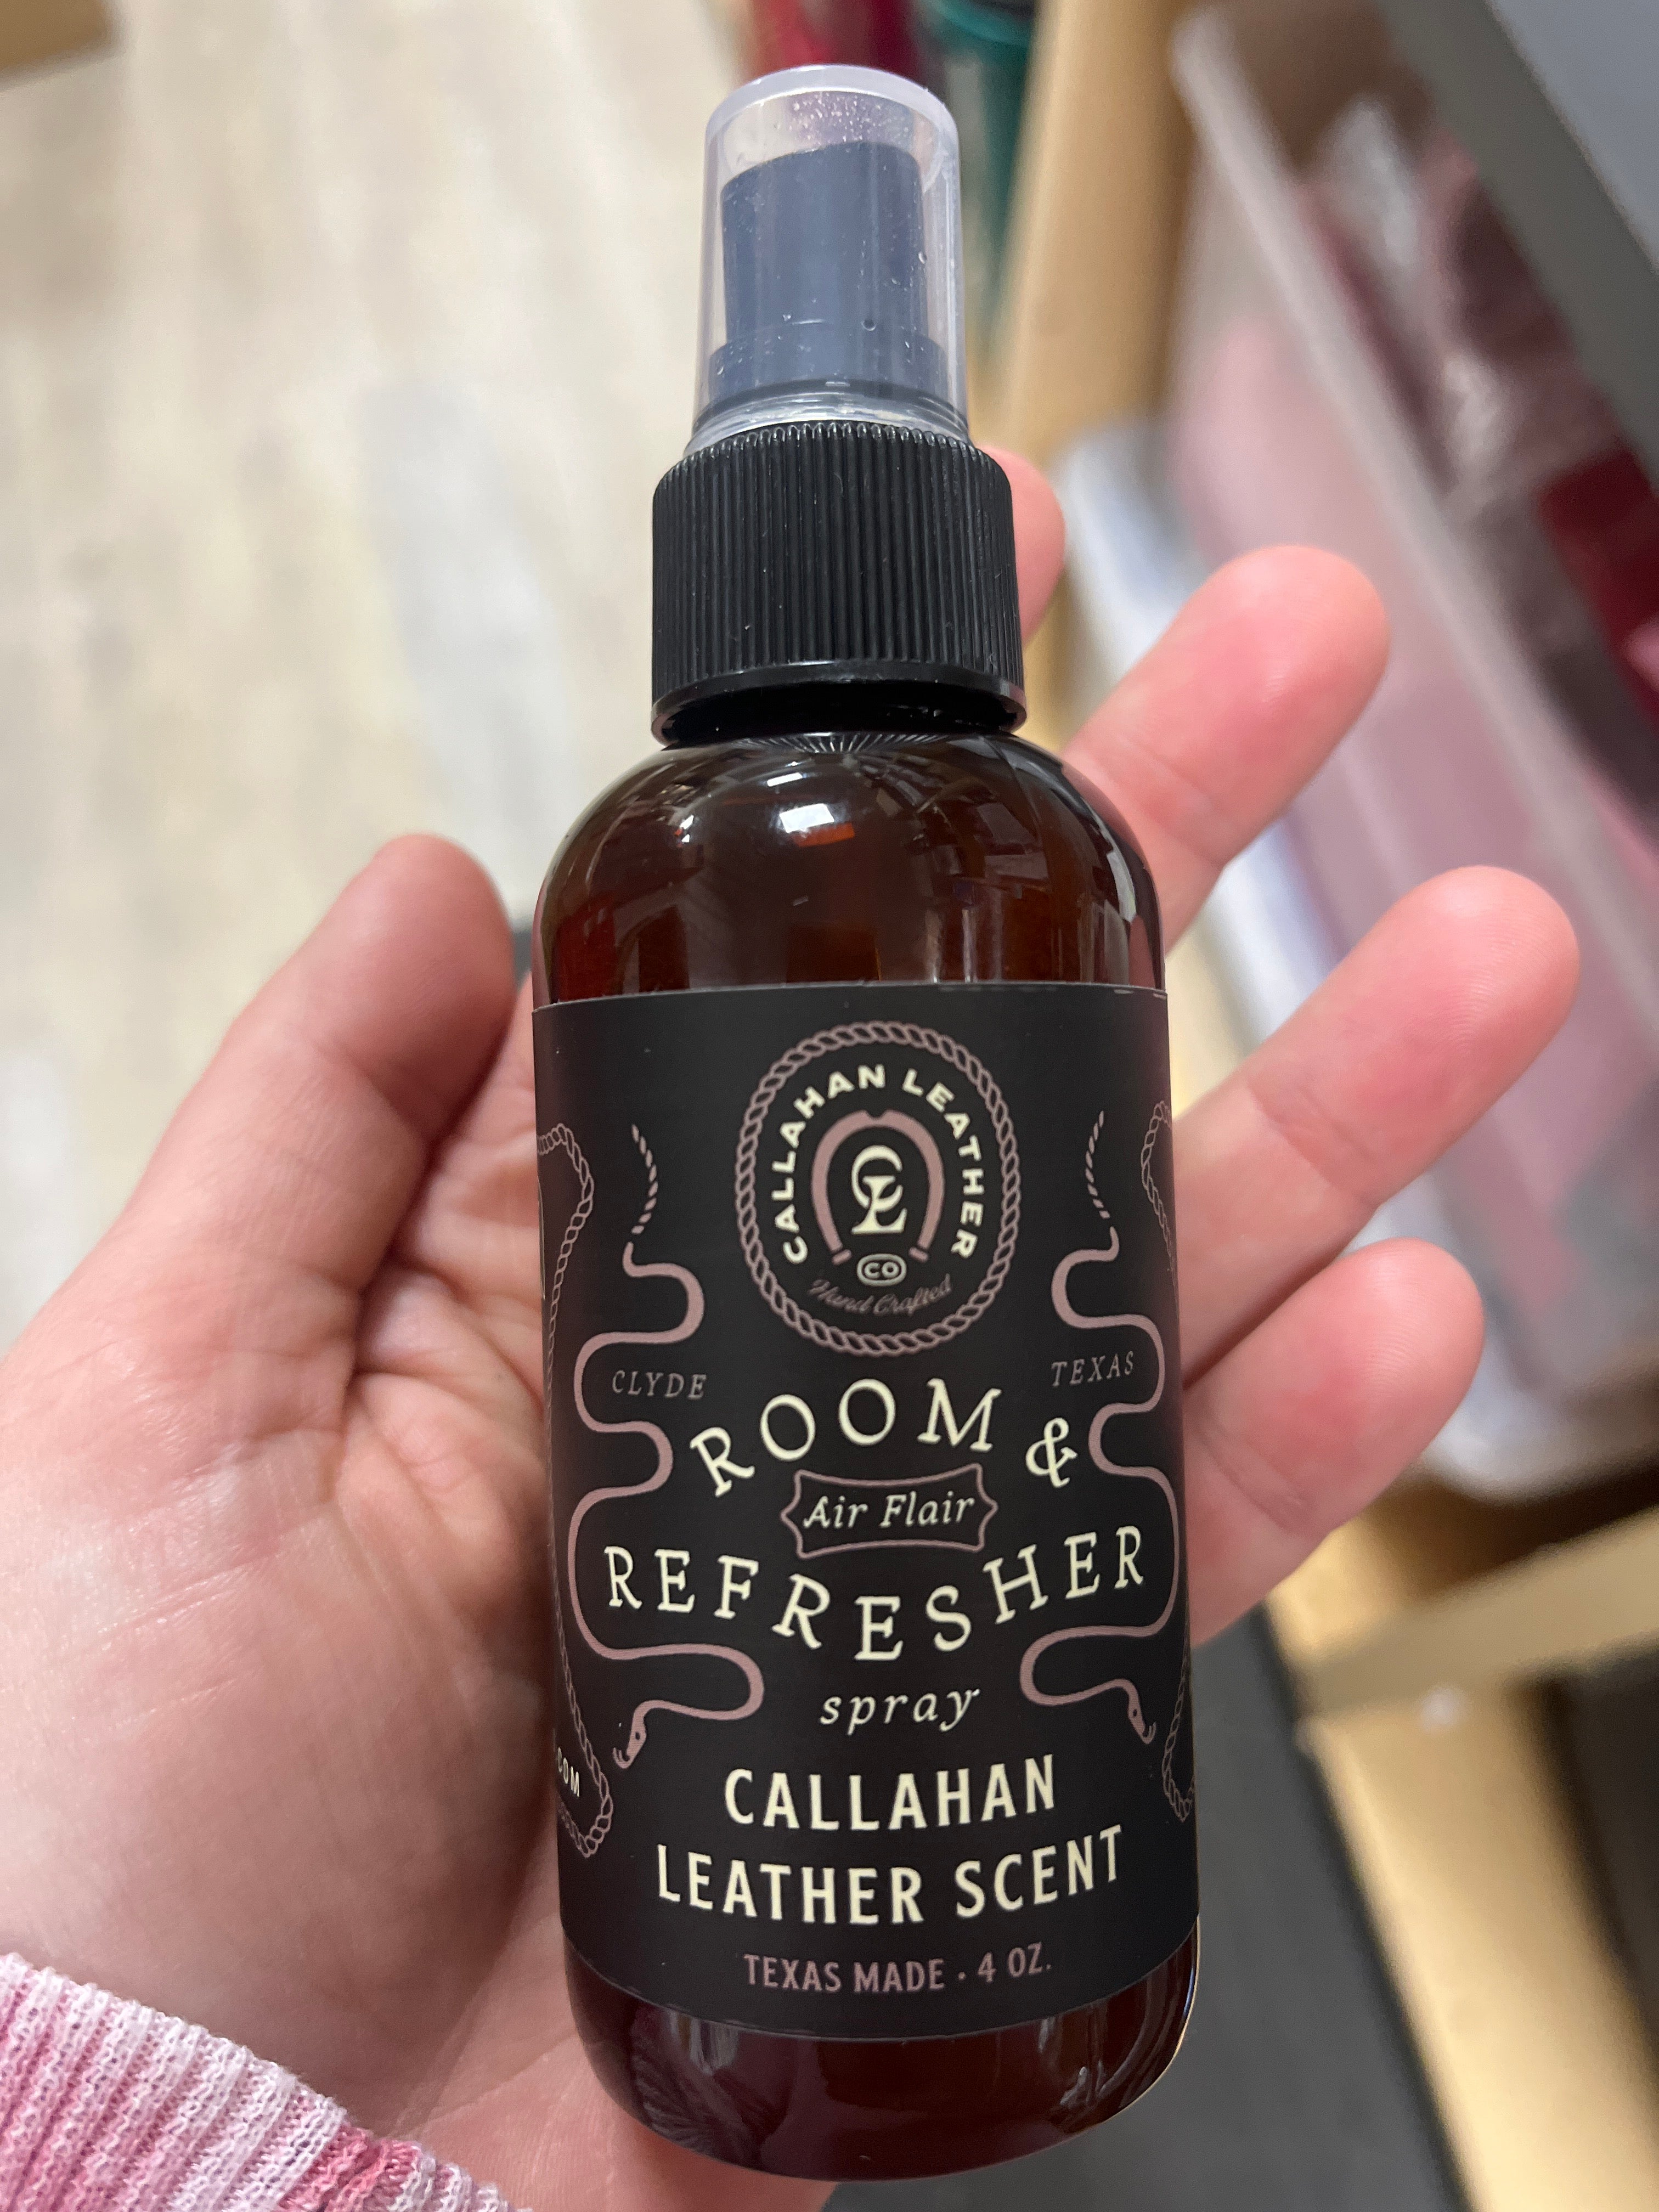 CALLAHAN LEATHER
CL
CO
Hand Crafted
CLYDE TEXAS
ROOM &
Air Flair
REFRESHER
spray
CALLAHAN
LEATHER SCENT
TEXAS MADE · 4 OZ.